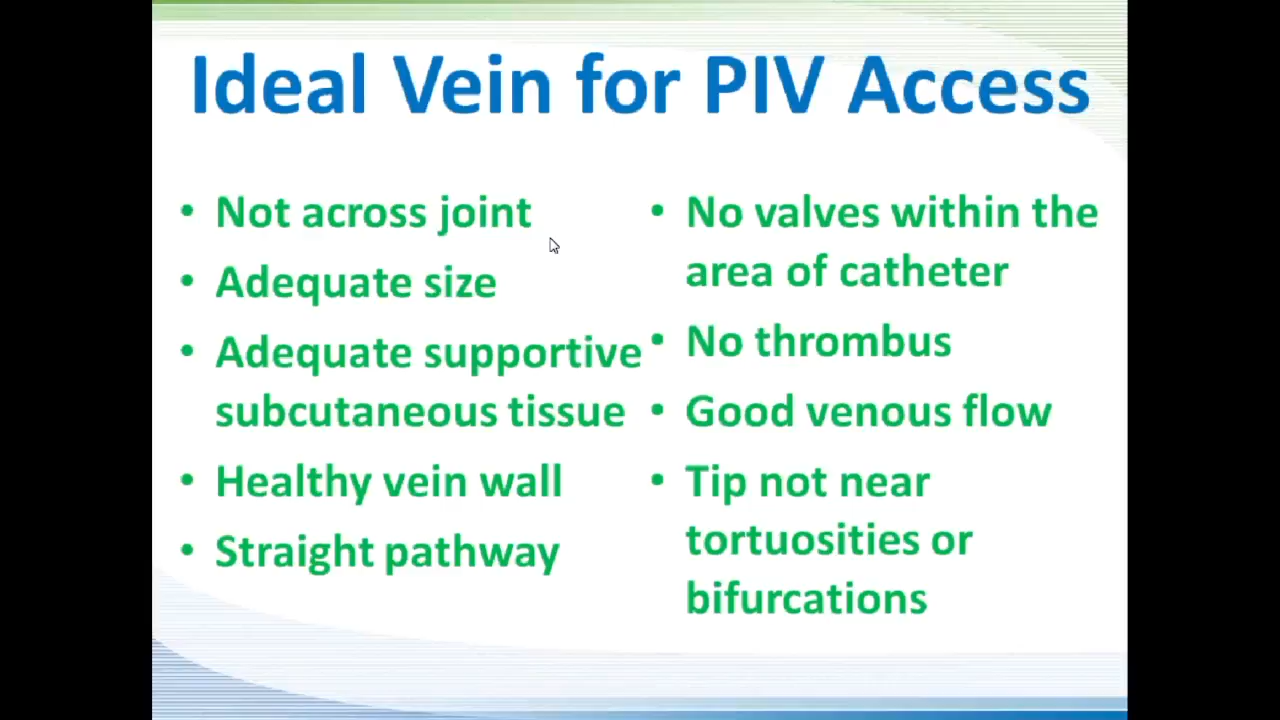 Ideal Vein for PIV Access
• Not across joint
• Adequate size
• Adequate supportive
subcutaneous tissue
• Healthy vein wall
• Straight pathway
• No valves within the
area of catheter
• No thrombus
• Good venous flow
• Tip not near
tortuosities or
bifurcations